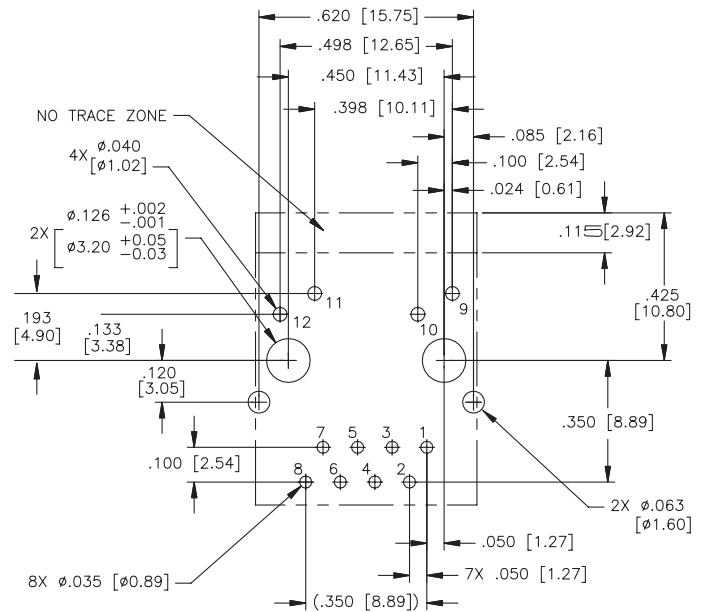 .620 [15.75]
.498 [12.65]
.450 [11.43]
.398 [10.11]
NO TRACE ZONE
.085 [2.16]
4X ø.040
[ø1.02]
.100 [2.54]
.024 [0.61]
ø.126 +.002
-.001
2X [ø3.20 +0.05
-0.03]
.115 [2.92]
11
9
.425
[10.80]
12
10
.193
[4.90]
.133
[3.38]
.120
[3.05]
.350 [8.89]
7 5 3 1
.100 [2.54]
8 6 4 2
2X ø.063
[ø1.60]
.050 [1.27]
8X ø.035 [ø0.89]
7X .050 [1.27]
(.350 [8.89])